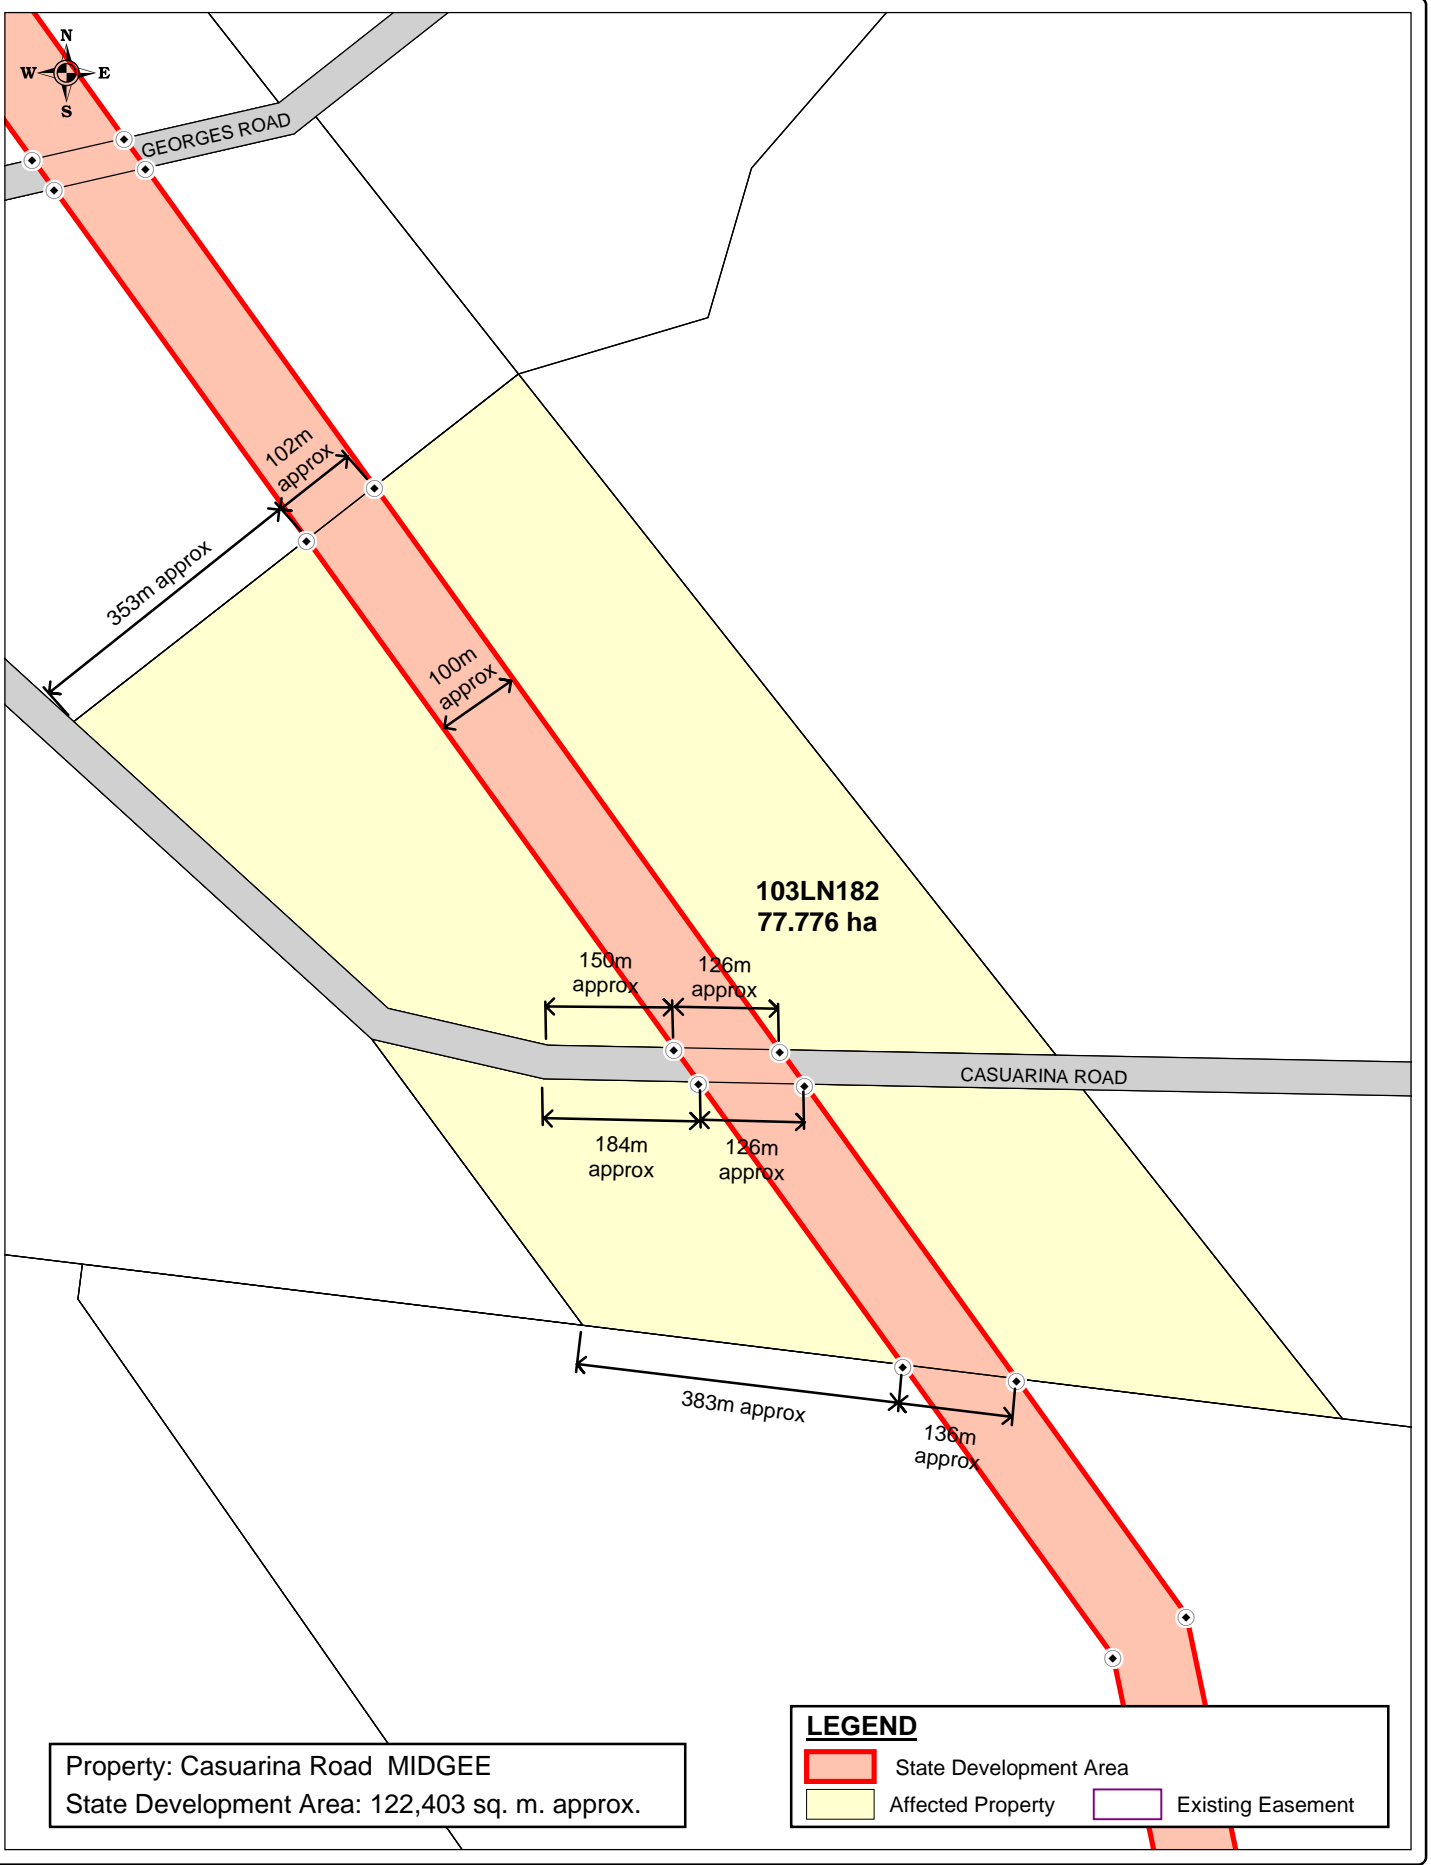 N
W E
S
GEORGES ROAD
102m
approx
353m approx
100m
approx
103LN182
77.776 ha
150m
approx
126m
approx
CASUARINA ROAD
184m
approx
126m
approx
383m approx
136m
approx
LEGEND
State Development Area
Affected Property
Existing Easement
Property: Casuarina Road MIDGEE
State Development Area: 122,403 sq. m. approx.